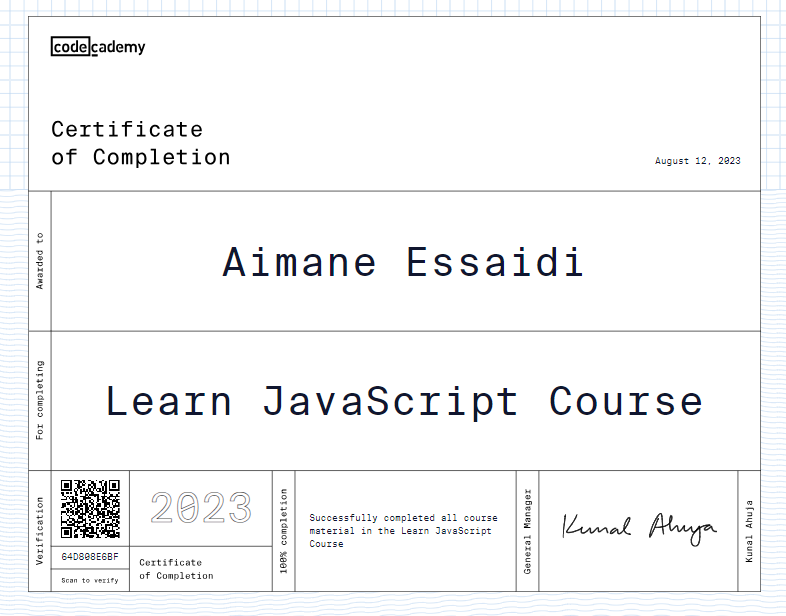 codecademy
Certificate
of Completion
August 12, 2023
Awarded to
Aimane Essaidi
For completing
Learn JavaScript Course
Verification
64D808E6BF
Scan to verify
2023
Certificate
of Completion
100% completion
Successfully completed all course
material in the Learn JavaScript
Course
General Manager
Kunal Ahuja
Kunal Ahuja